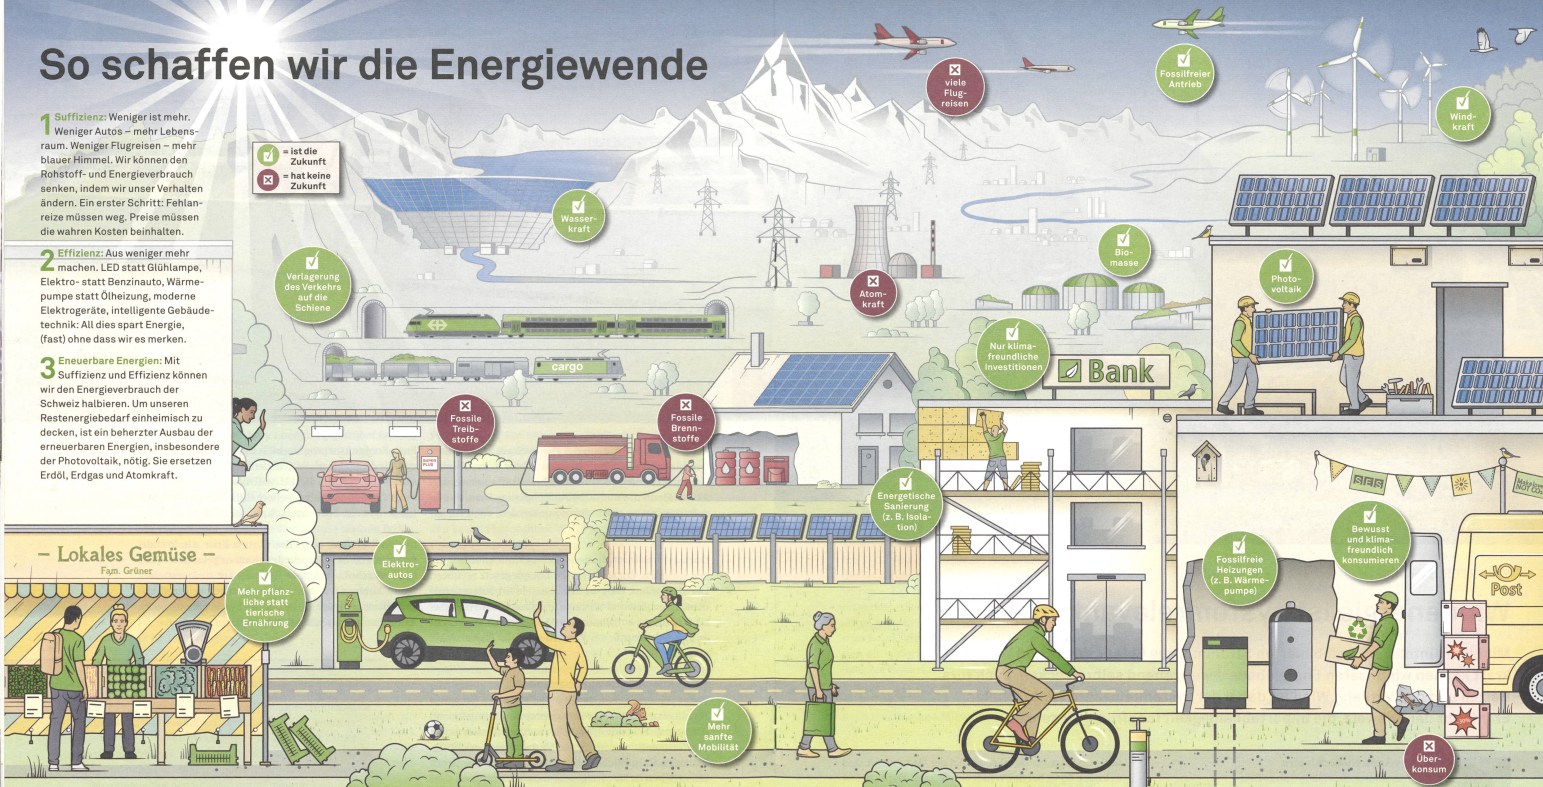 So schaffen wir die Energiewende
1 Suffizienz: Weniger ist mehr.
Weniger Autos – mehr Lebens-
raum. Weniger Flugreisen – mehr
blauer Himmel. Wir können den
Rohstoff- und Energieverbrauch
senken, indem wir unser Verhalten
ändern. Ein erster Schritt: Fehlan-
reize müssen weg. Preise müssen
die wahren Kosten beinhalten.
2 Effizienz: Aus weniger mehr
machen. LED statt Glühlampe,
Elektro- statt Benzinauto, Wärme-
pumpe statt Ölheizung, moderne
Elektrogeräte, intelligente Gebäude-
technik: All dies spart Energie,
(fast) ohne dass wir es merken.
3 Eneuerbare Energien: Mit
Suffizienz und Effizienz können
wir den Energieverbrauch der
Schweiz halbieren. Um unseren
Restenergiebedarf einheimisch zu
decken, ist ein beherzter Ausbau der
erneuerbaren Energien, insbesondere
der Photovoltaik, nötig. Sie ersetzen
Erdöl, Erdgas und Atomkraft.
= ist die
Zukunft
= hat keine
Zukunft
viele
Flug-
reisen
Fossilfreier
Antrieb
Wind-
kraft
Wasser-
kraft
Verlagerung
des Verkehrs
auf die
Schiene
Atom-
kraft
Bio-
masse
Photo-
voltaik
Nur klima-
freundliche
Investitionen
Bank
cargo
Fossile
Treib-
stoffe
SUPER
PLUS
Fossile
Brenn-
stoffe
Energetische
Sanierung
(z. B. Isola-
tion)
SES
NOT CO
Bewusst
und klima-
freundlich
konsumieren
Fossilfreie
Heizungen
(z. B. Wärme-
pumpe)
Post
– Lokales Gemüse –
Fam. Grüner
Mehr pflanz-
liche statt
tierische
Ernährung
Elektro-
autos
Mehr
sanfte
Mobilität
-30%
Über-
konsum